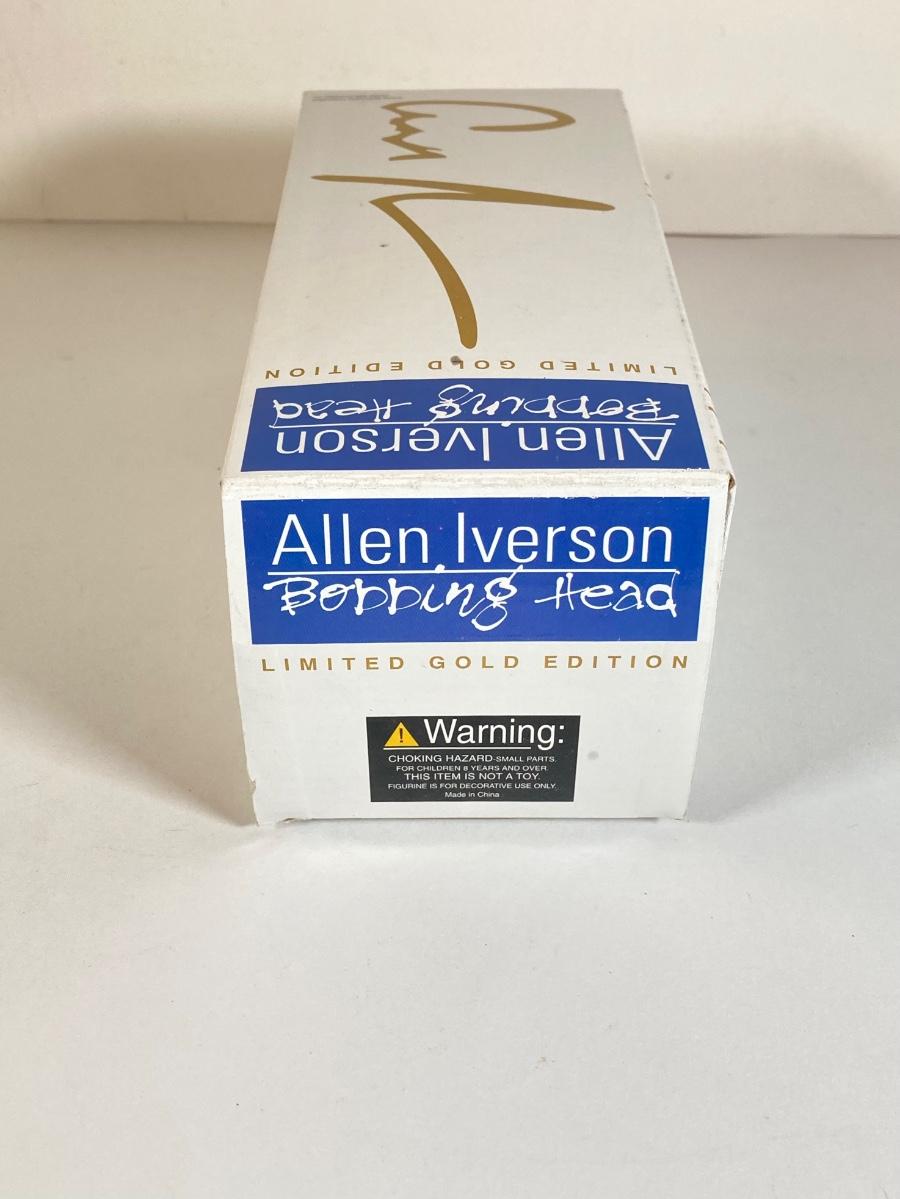 LIMITED GOLD EDITION
Allen Iverson
Bobbing Head
Allen Iverson
Bobbing Head
LIMITED GOLD EDITION
Warning:
CHOKING HAZARD-SMALL PARTS.
FOR CHILDREN 8 YEARS AND OVER.
THIS ITEM IS NOT A TOY.
FIGURINE IS FOR DECORATIVE USE ONLY.
Made in China